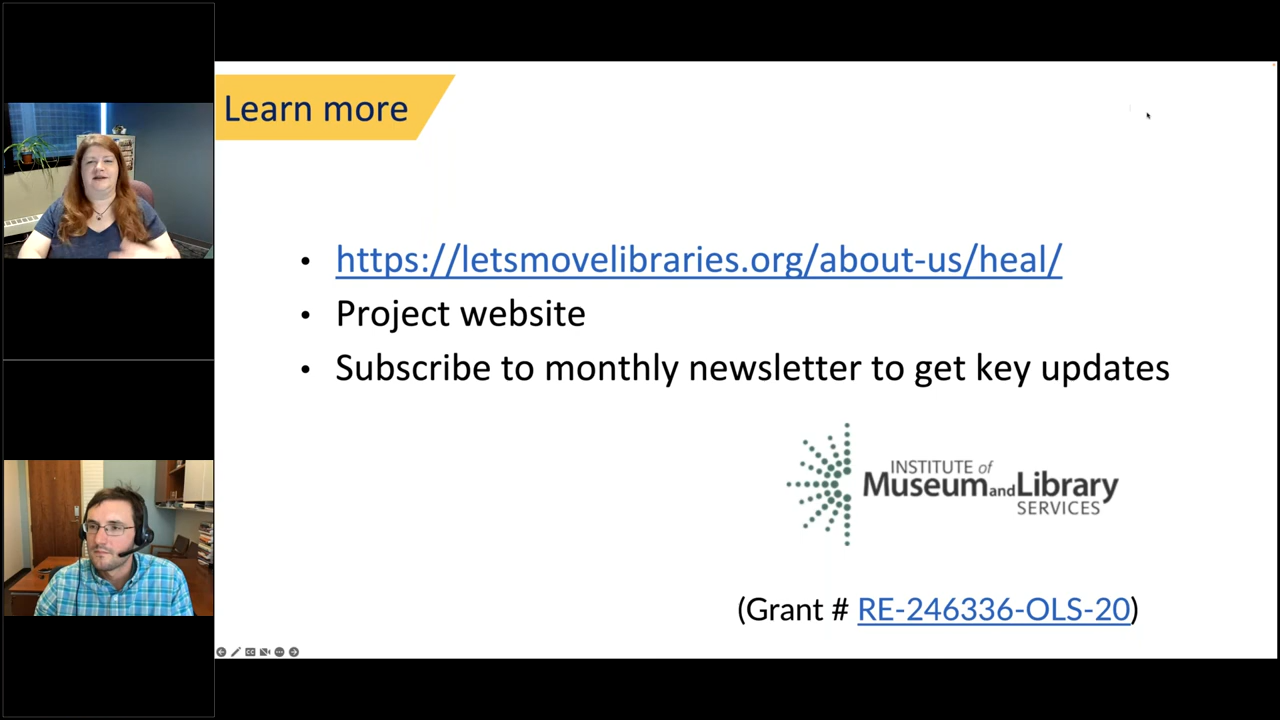 Learn more
https://letsmovelibraries.org/about-us/heal/
Project website
Subscribe to monthly newsletter to get key updates
INSTITUTE of
Museum and Library
SERVICES
(Grant # RE-246336-OLS-20)